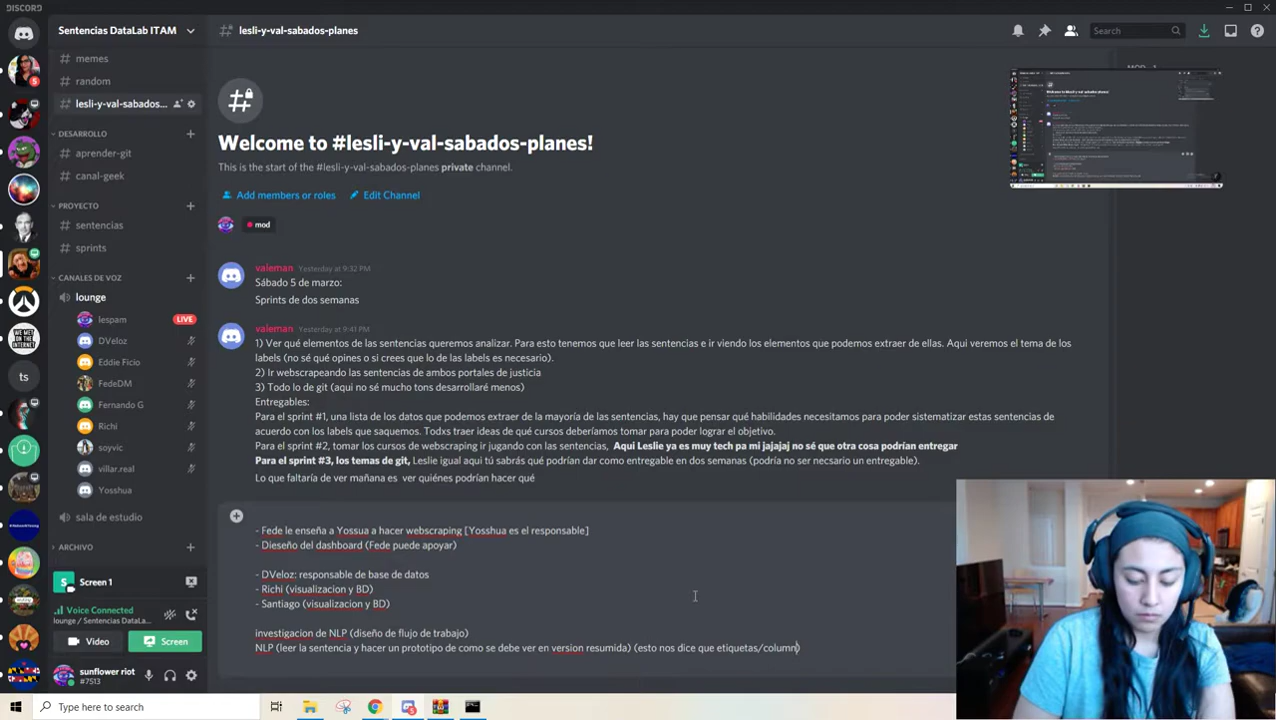 DISCORD
Sentencias DataLab ITAM
# lesli-y-val-sabados-planes
Search
# memes
# random
# lesli-y-val-sabados...
DESARROLLO
# aprender-git
# canal-geek
PROYECTO
# sentencias
# sprints
CANALES DE VOZ
lounge
lespam LIVE
DVeloz
Eddie Ficio
FedeDM
Fernando G
Richi
soyvic
villar.real
Yosshua
sala de estudio
ARCHIVO
S Screen 1
Voice Connected
lounge / Sentencias DataLab ITAM
Video Screen
sunflower riot
#7513
5
WE MET ON THE INTERNET
ts
Welcome to #lesli-y-val-sabados-planes!
This is the start of the #lesli-y-val-sabados-planes private channel.
Add members or roles Edit Channel
mod
valeman Yesterday at 9:32 PM
Sábado 5 de marzo:
Sprints de dos semanas
valeman Yesterday at 9:41 PM
1) Ver qué elementos de las sentencias queremos analizar. Para esto tenemos que leer las sentencias e ir viendo los elementos que podemos extraer de ellas. Aqui veremos el tema de los
labels (no sé qué opines o si crees que lo de las labels es necesario).
2) Ir webscrapeando las sentencias de ambos portales de justicia
3) Todo lo de git (aqui no sé mucho tons desarrollaré menos)
Entregables:
Para el sprint #1, una lista de los datos que podemos extraer de la mayoría de las sentencias, hay que pensar qué habilidades necesitamos para poder sistematizar estas sentencias de
acuerdo con los labels que saquemos. Todxs traer ideas de qué cursos deberíamos tomar para poder lograr el objetivo.
Para el sprint #2, tomar los cursos de webscraping ir jugando con las sentencias, Aqui Leslie ya es muy tech pa mi jajajaj no sé que otra cosa podrían entregar
Para el sprint #3, los temas de git, Leslie igual aqui tú sabrás qué podrían dar como entregable en dos semanas (podría no ser necsario un entregable).
Lo que faltaría de ver mañana es ver quiénes podrían hacer qué
- Fede le enseña a Yossua a hacer webscraping [Yosshua es el responsable]
- Dieseño del dashboard (Fede puede apoyar)
- DVeloz: responsable de base de datos
- Richi (visualizacion y BD)
- Santiago (visualizacion y BD)
investigacion de NLP (diseño de flujo de trabajo)
NLP (leer la sentencia y hacer un prototipo de como se debe ver en version resumida) (esto nos dice que etiquetas/column)
Type here to search